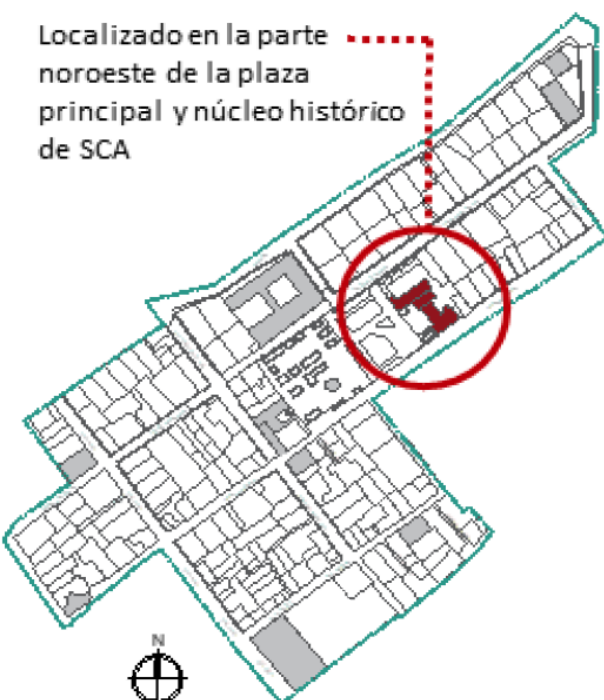 Localizado en la parte
noroeste de la plaza
principal y núcleo histórico
de SCA
N